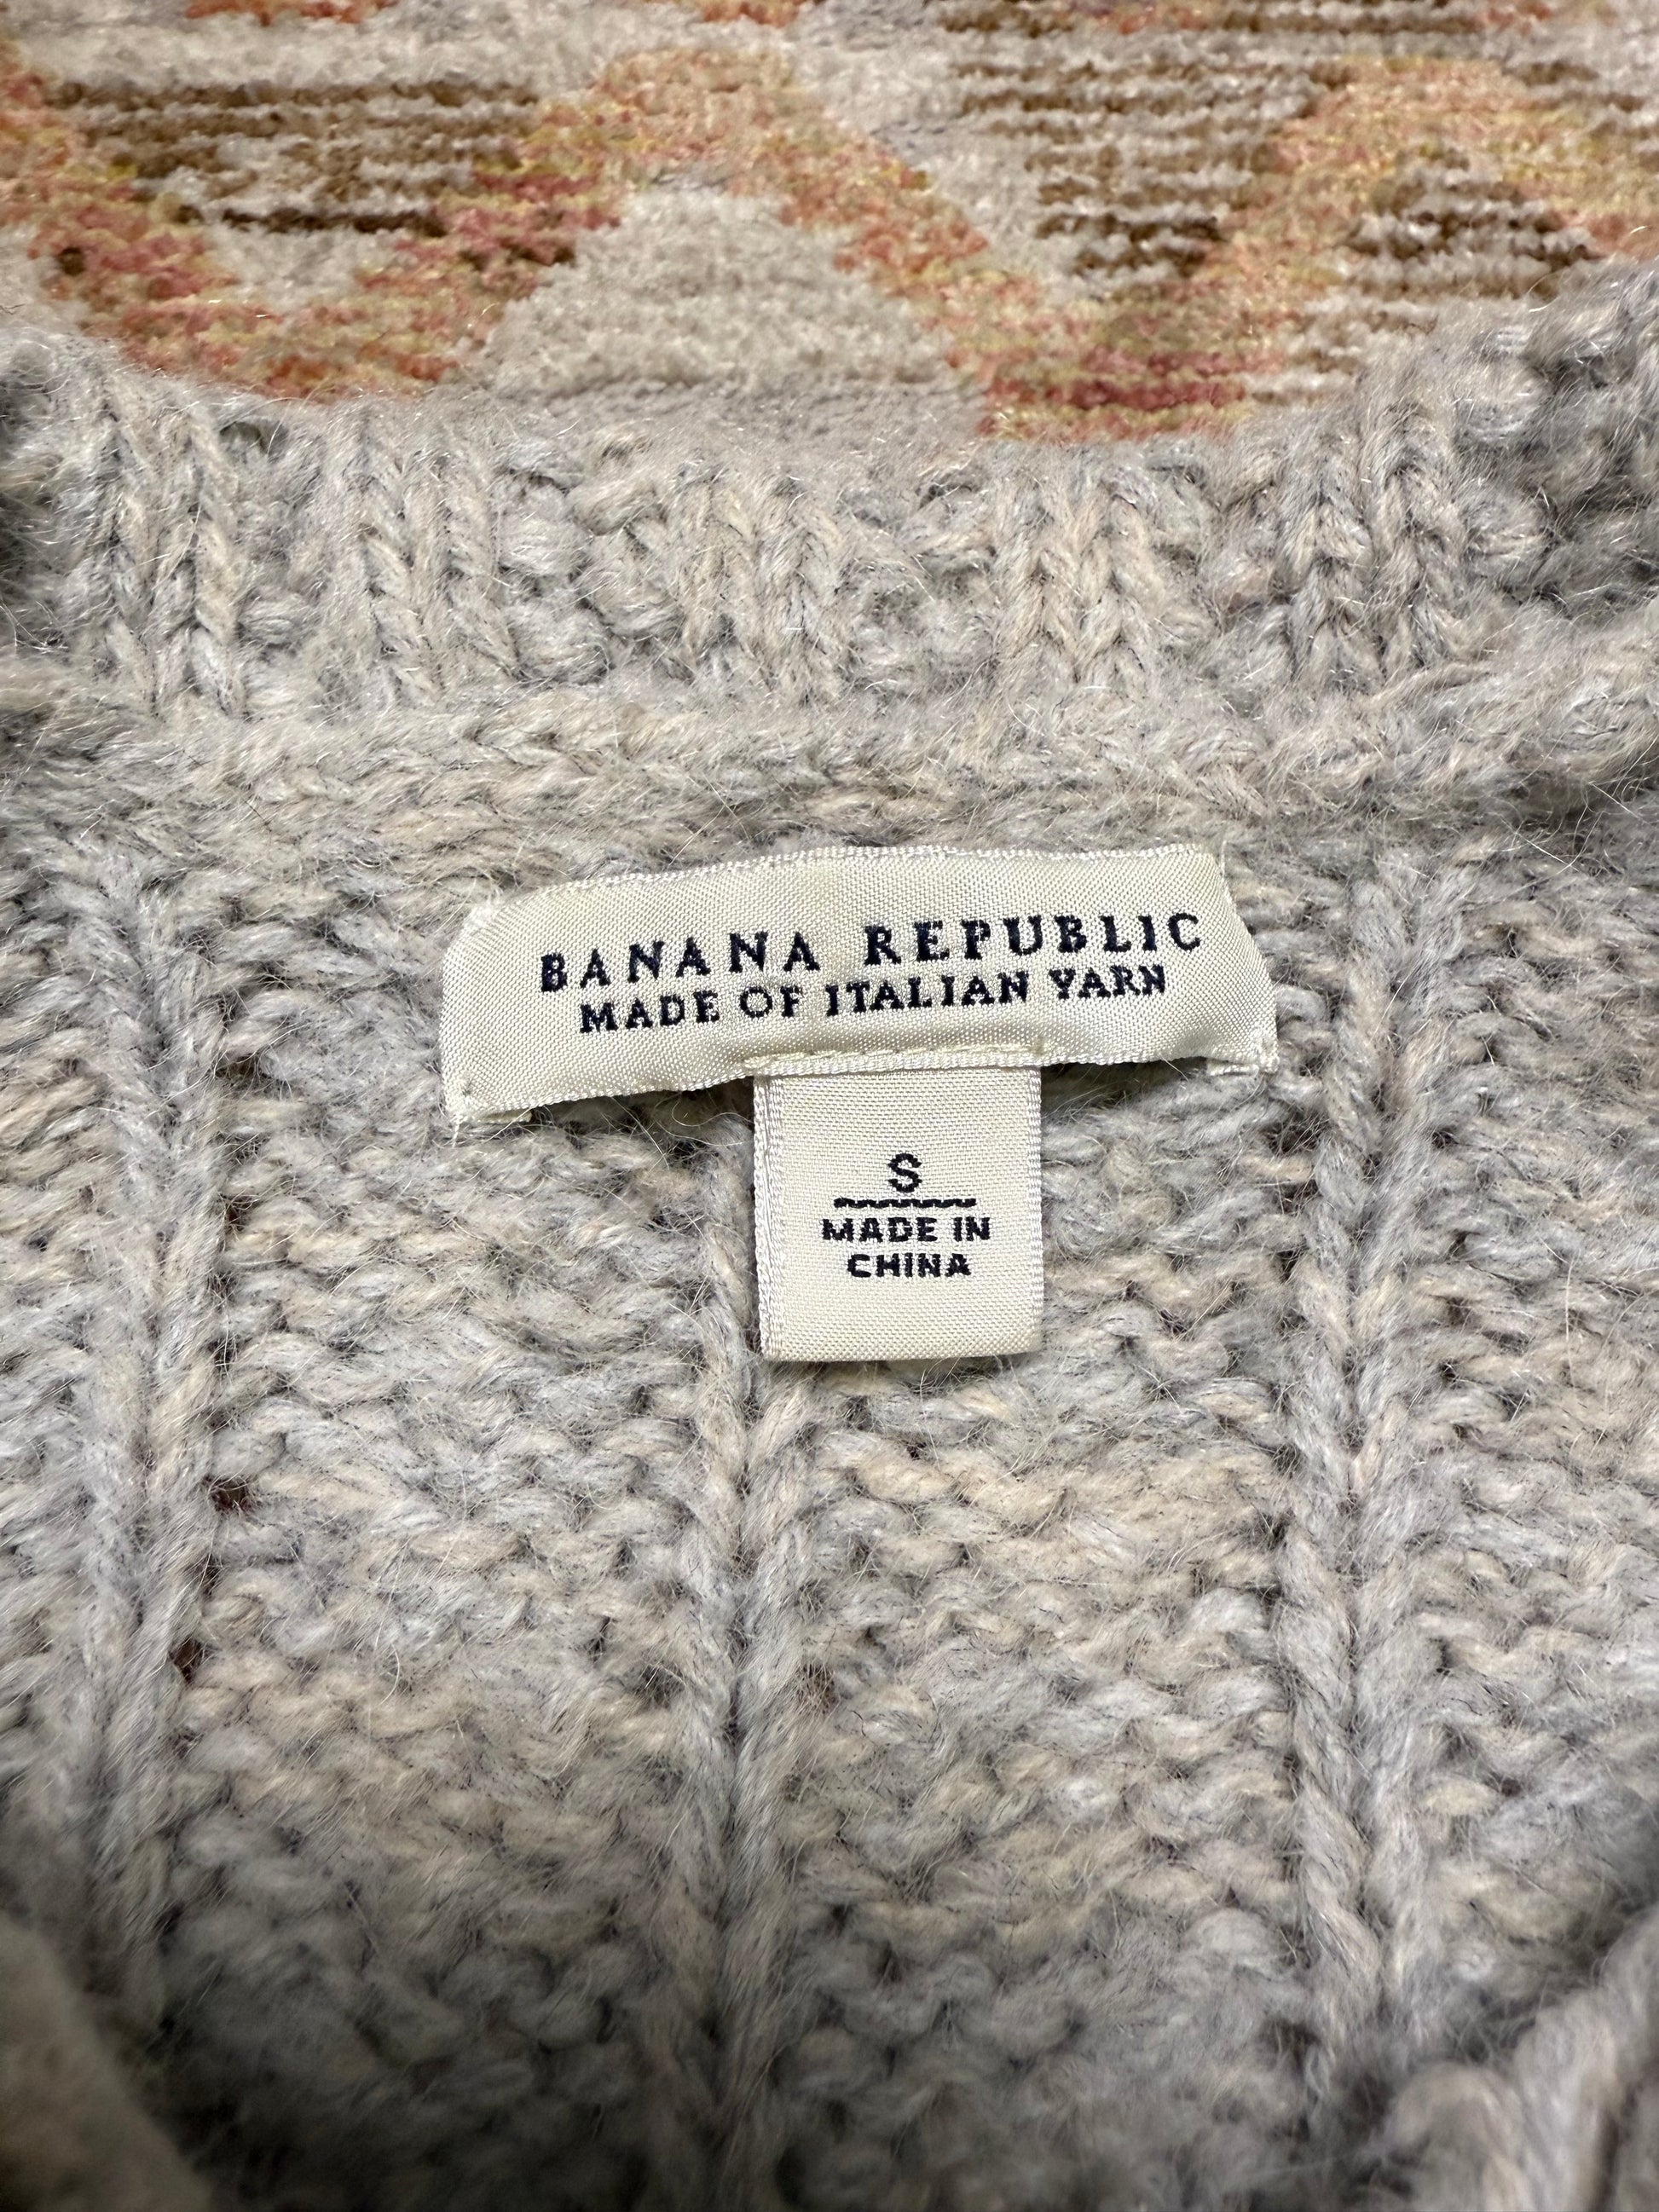 BANANA REPUBLIC
MADE OF ITALIAN YARN
S
MADE IN
CHINA